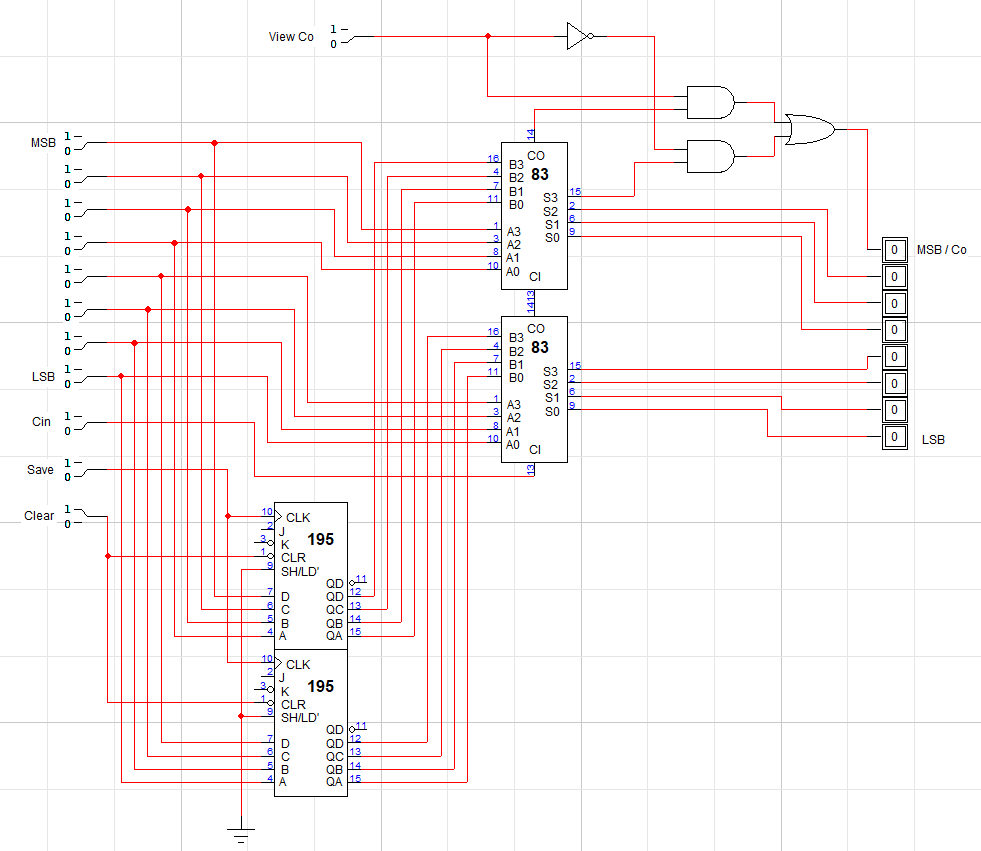 View Co 1 0
MSB 1 0
1 0
1 0
1 0
1 0
1 0
1 0
LSB 1 0
Cin 1 0
Save 1 0
Clear 1 0
14
CO
83
16 B3
4 B2
7 B1
11 B0
1 A3
3 A2
8 A1
10 A0
S3 15
S2 2
S1 6
S0 9
CI
1413
CO
83
16 B3
4 B2
7 B1
11 B0
1 A3
3 A2
8 A1
10 A0
S3 15
S2 2
S1 6
S0 9
CI
13
0 MSB / Co
0
0
0
0
0
0
0 LSB
10 CLK
2 J
195
3 K
1 CLR
9 SH/LD'
QD 11
7 D QD 12
6 C QC 13
5 B QB 14
4 A QA 15
10 CLK
2 J
195
3 K
1 CLR
9 SH/LD'
QD 11
7 D QD 12
6 C QC 13
5 B QB 14
4 A QA 15